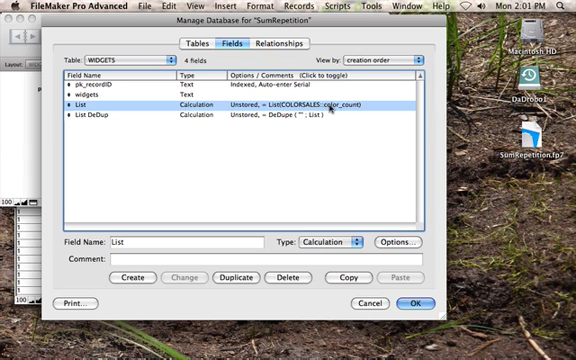 FileMaker Pro Advanced File Edit View Insert Format Records Scripts Tools Window Mon 2:01 PM
Manage Database for "SumRepetition"
Tables Fields Relationships
Layout:
Table: WIDGETS 4 fields View by: creation order
Field Name Type Options / Comments (Click to toggle)
pk_recordID Text Indexed, Auto-enter Serial
widgets Text
List Calculation Unstored, = List(COLORSALES::color_count)
List DeDup Calculation Unstored, = DeDupe ( "" ; List )
Macintosh HD
DaDrobo1
SumRepetition.fp7
100
Field Name: List Type: Calculation Options...
Comment:
Create Change Duplicate Delete Copy Paste
Print... Cancel OK
100